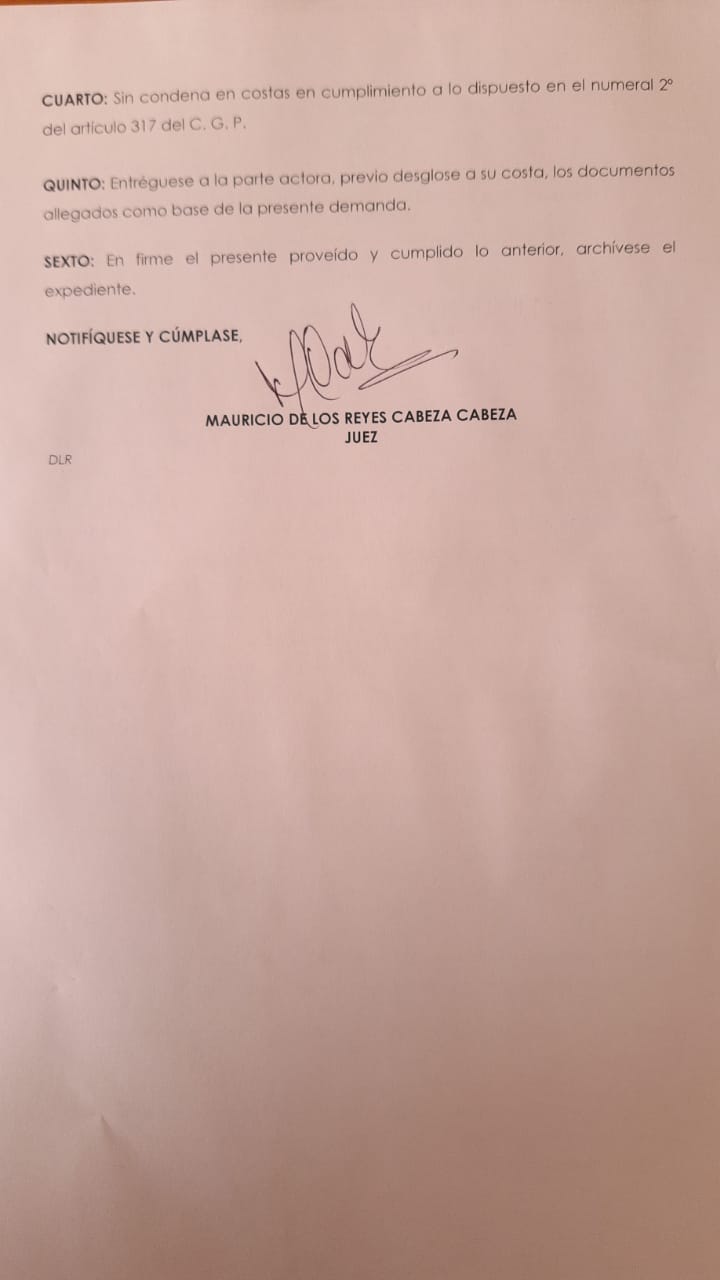 CUARTO: Sin condena en costas en cumplimiento a lo dispuesto en el numeral 2º
del artículo 317 del C. G. P.
QUINTO: Entréguese a la parte actora, previo desglose a su costa, los documentos
allegados como base de la presente demanda.
SEXTO: En firme el presente proveído y cumplido lo anterior, archívese el
expediente.
NOTIFÍQUESE Y CÚMPLASE,
MAURICIO DE LOS REYES CABEZA CABEZA
JUEZ
DLR